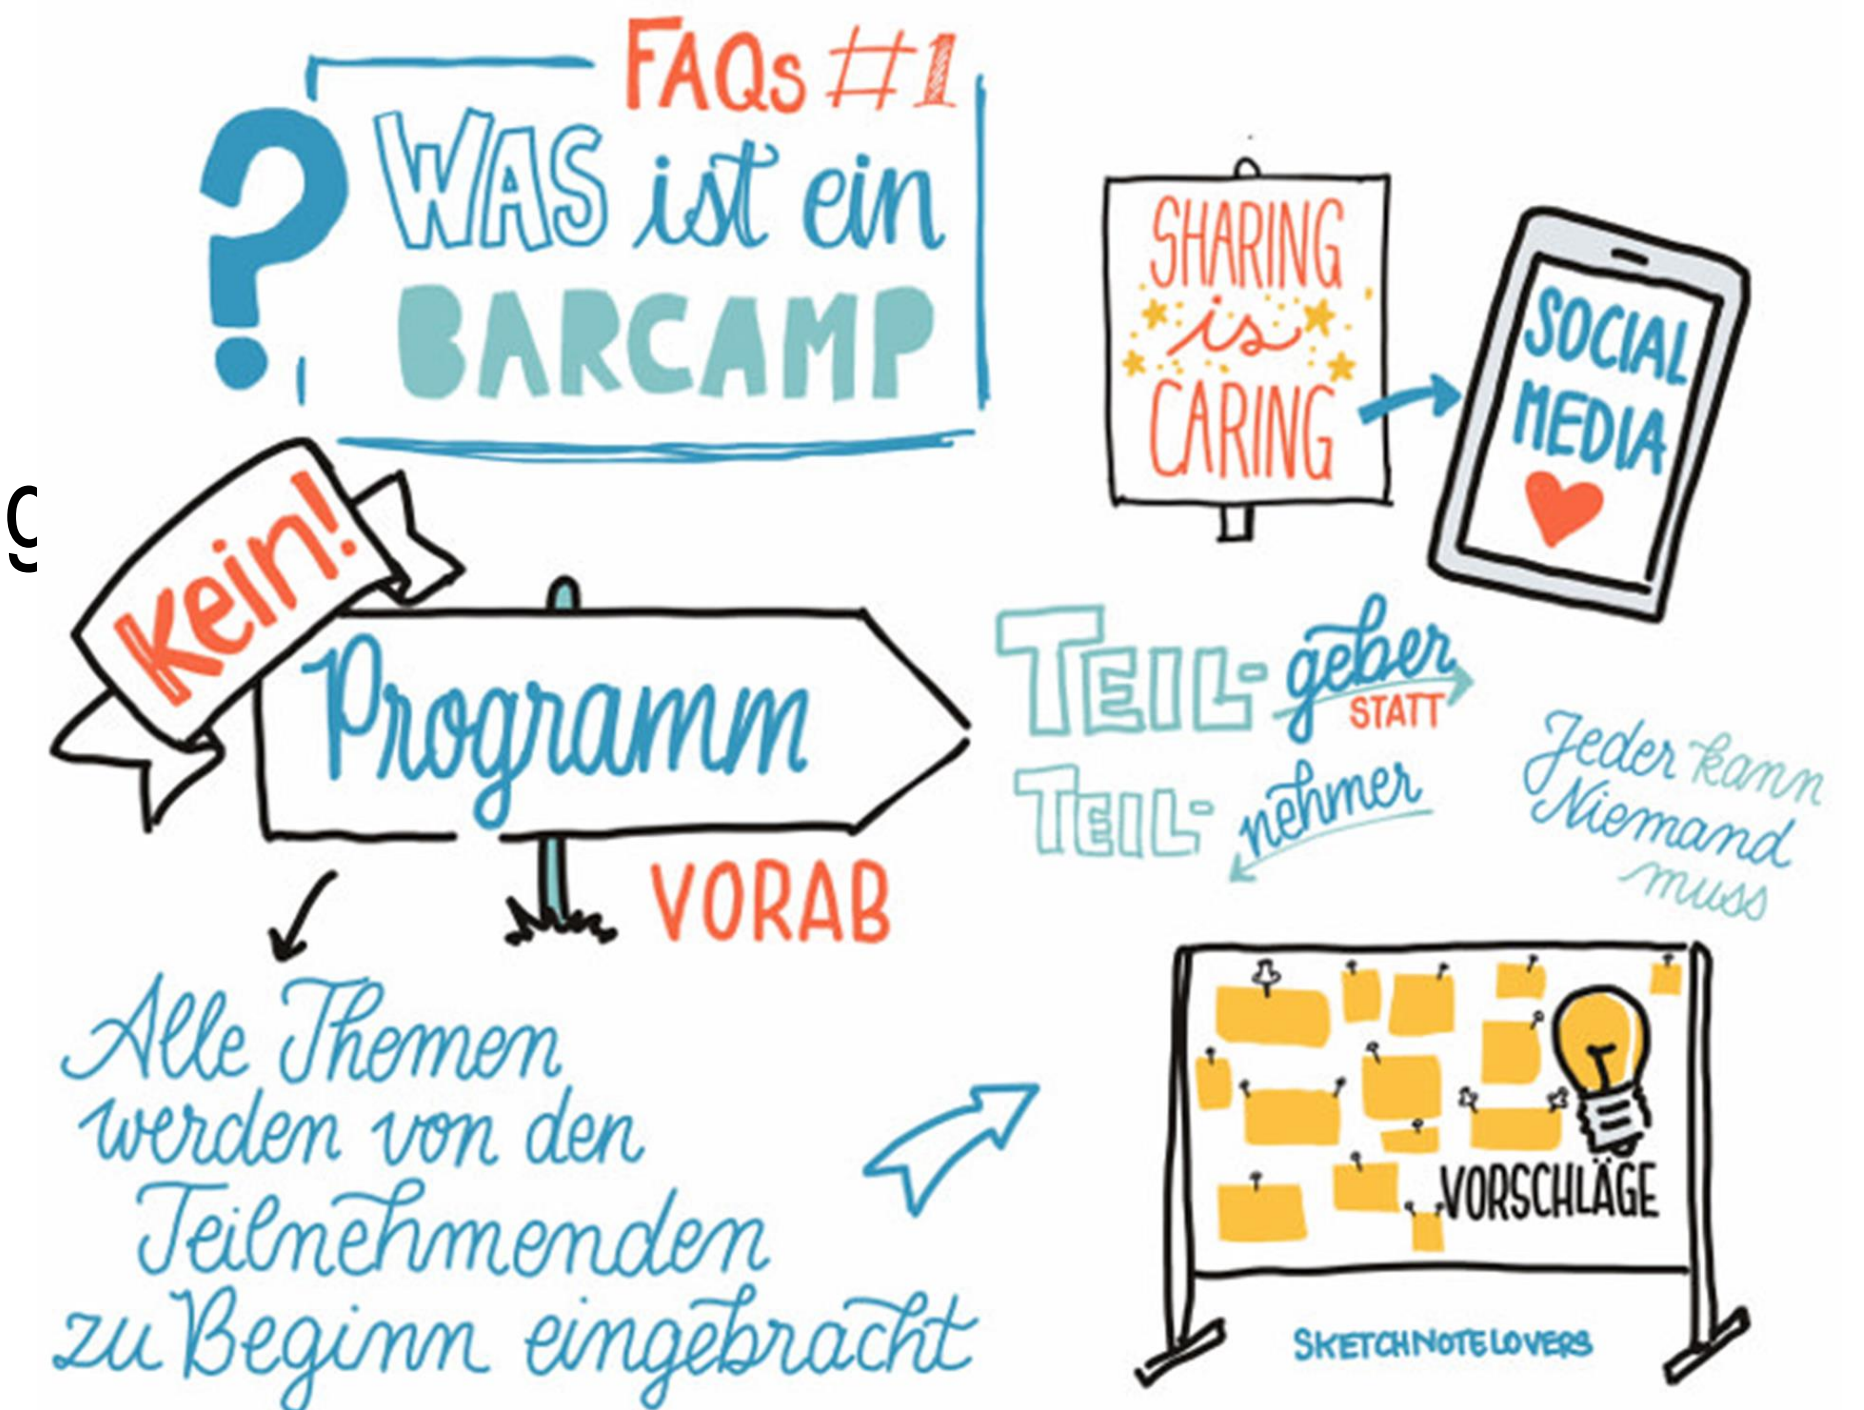 FAQs #1
WAS ist ein
BARCAMP
?
SHARING
is
CARING
SOCIAL
MEDIA
g
Kein!
Programm
VORAB
TEIL-geber
STATT
TEIL-nehmer
Jeder kann
Niemand
muss
Alle Themen
werden von den
Teilnehmenden
zu Beginn eingebracht
VORSCHLÄGE
SKETCHNOTELOVERS